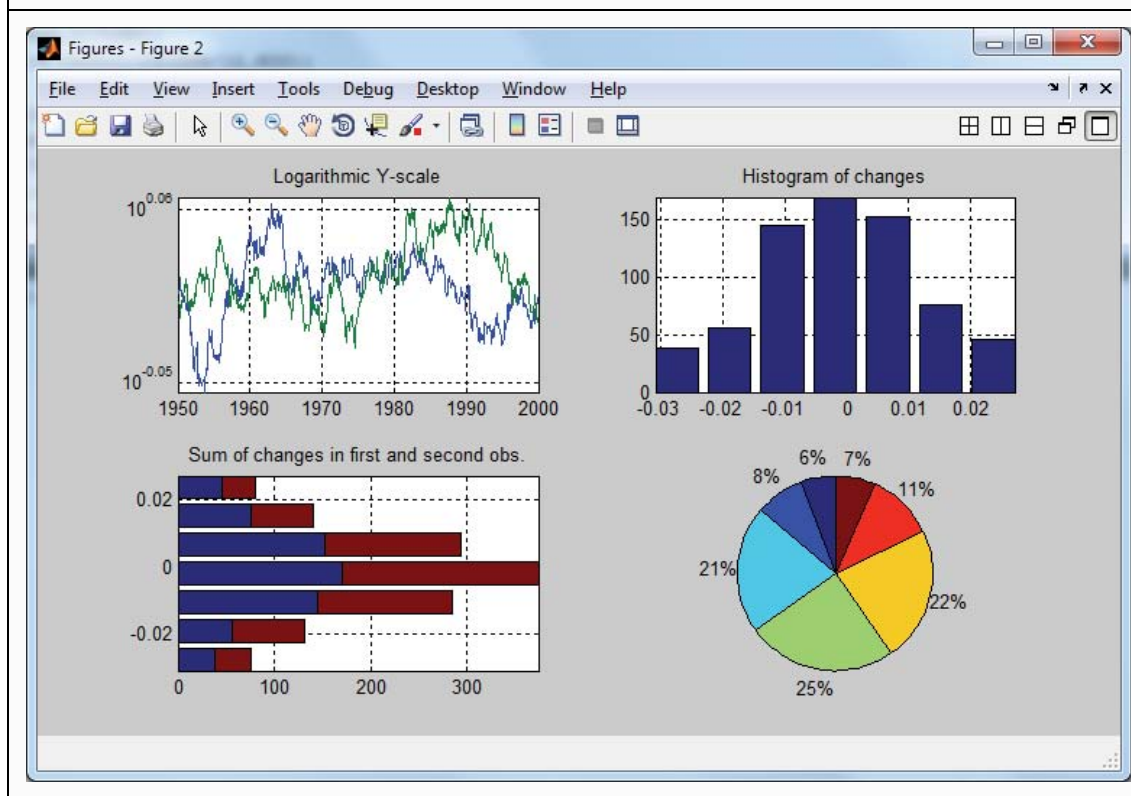 Figures - Figure 2
File Edit View Insert Tools Debug Desktop Window Help
Logarithmic Y-scale
10^0.06
10^-0.05
1950 1960 1970 1980 1990 2000
Histogram of changes
150
100
50
0
-0.03 -0.02 -0.01 0 0.01 0.02
Sum of changes in first and second obs.
0.02
0
-0.02
0 100 200 300
6% 7%
8% 11%
21% 22%
25%